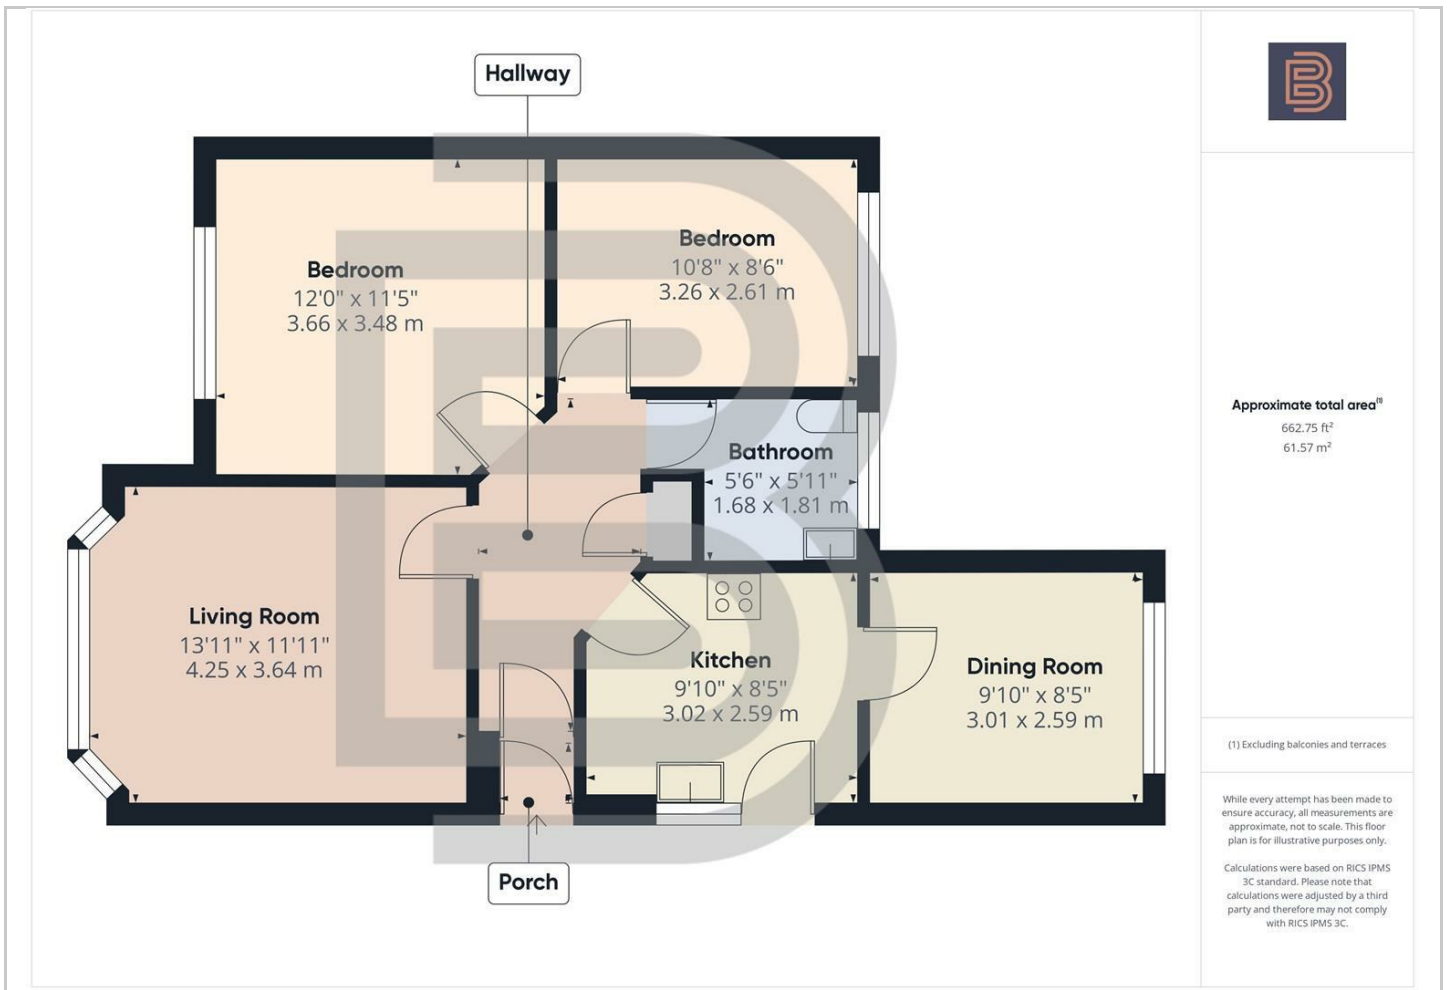 Hallway
Bedroom
12'0" x 11'5"
3.66 x 3.48 m
Bedroom
10'8" x 8'6"
3.26 x 2.61 m
Bathroom
5'6" x 5'11"
1.68 x 1.81 m
Living Room
13'11" x 11'11"
4.25 x 3.64 m
Kitchen
9'10" x 8'5"
3.02 x 2.59 m
Dining Room
9'10" x 8'5"
3.01 x 2.59 m
Porch
Approximate total area⁽¹⁾
662.75 ft²
61.57 m²
(1) Excluding balconies and terraces
While every attempt has been made to
ensure accuracy, all measurements are
approximate, not to scale. This floor
plan is for illustrative purposes only.
Calculations were based on RICS IPMS
3C standard. Please note that
calculations were adjusted by a third
party and therefore may not comply
with RICS IPMS 3C.